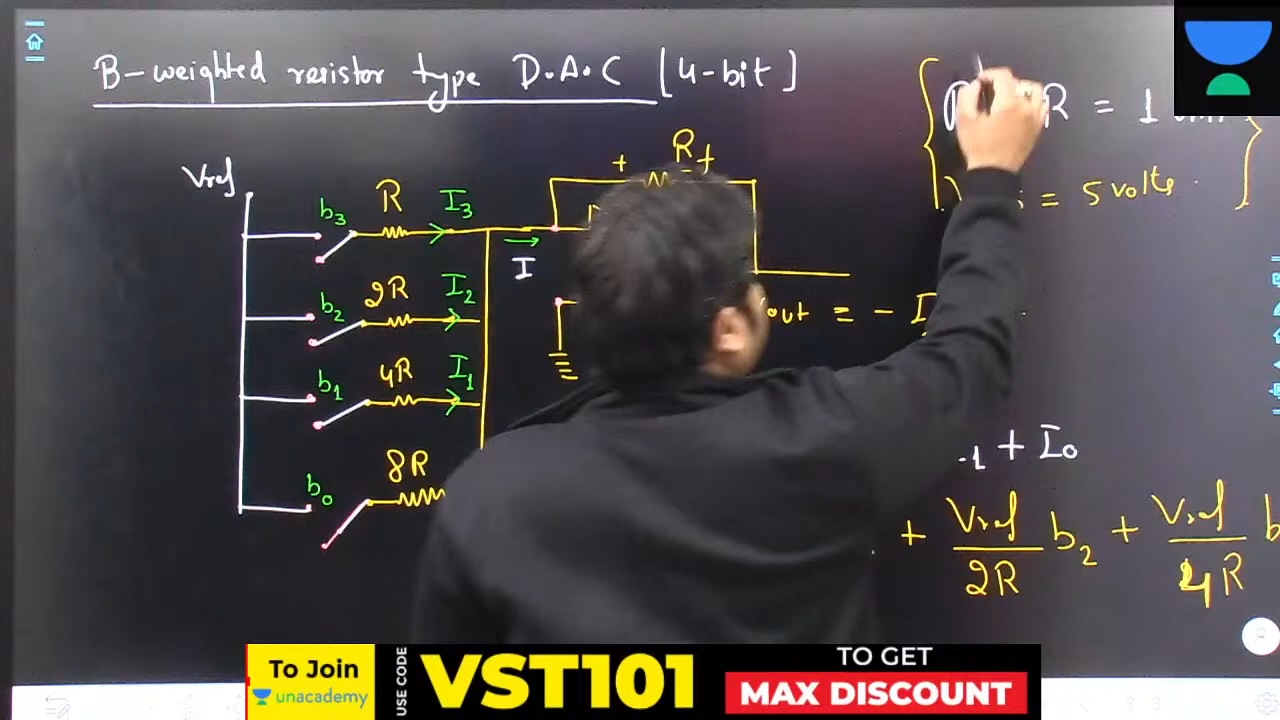 B-weighted resistor type D.A.C [4-bit]
R = 1
= 5 volts
Vref
b3 R I3
Rf
+ -
I
b2 2R I2
out = - I
b1 4R I1
b0 8R
-1 + I0
+ Vref/2R b2 + Vref/4R b
To Join
unacademy
USE CODE
VST101
TO GET
MAX DISCOUNT